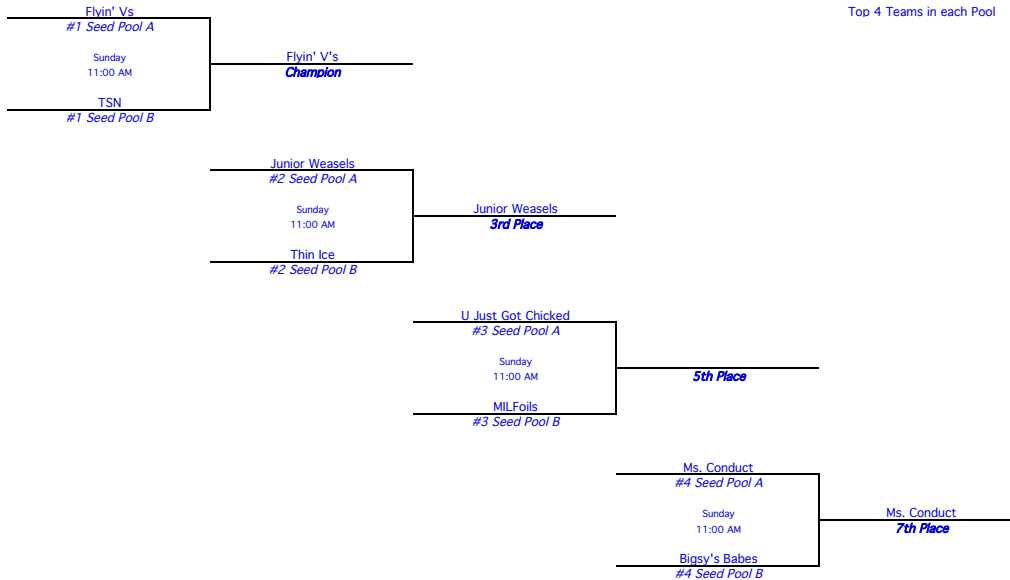 Flyin' Vs
#1 Seed Pool A
Top 4 Teams in each Pool
Sunday
11:00 AM
Flyin' V's
Champion
TSN
#1 Seed Pool B
Junior Weasels
#2 Seed Pool A
Sunday
11:00 AM
Junior Weasels
3rd Place
Thin Ice
#2 Seed Pool B
U Just Got Chicked
#3 Seed Pool A
Sunday
11:00 AM
5th Place
MILFoils
#3 Seed Pool B
Ms. Conduct
#4 Seed Pool A
Sunday
11:00 AM
Ms. Conduct
7th Place
Bigsy's Babes
#4 Seed Pool B